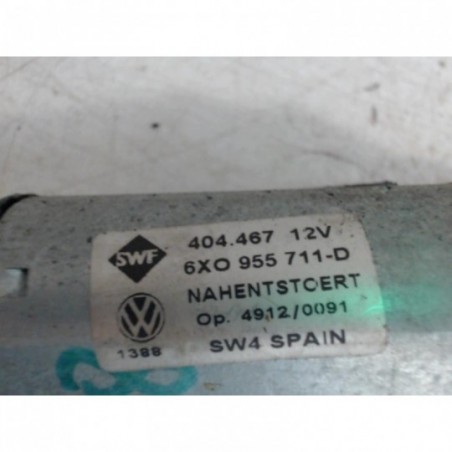 SWF
404.467 12V
6XO 955 711-D
NAHENTSTOERT
Op. 4912/0091
1388
SW4 SPAIN